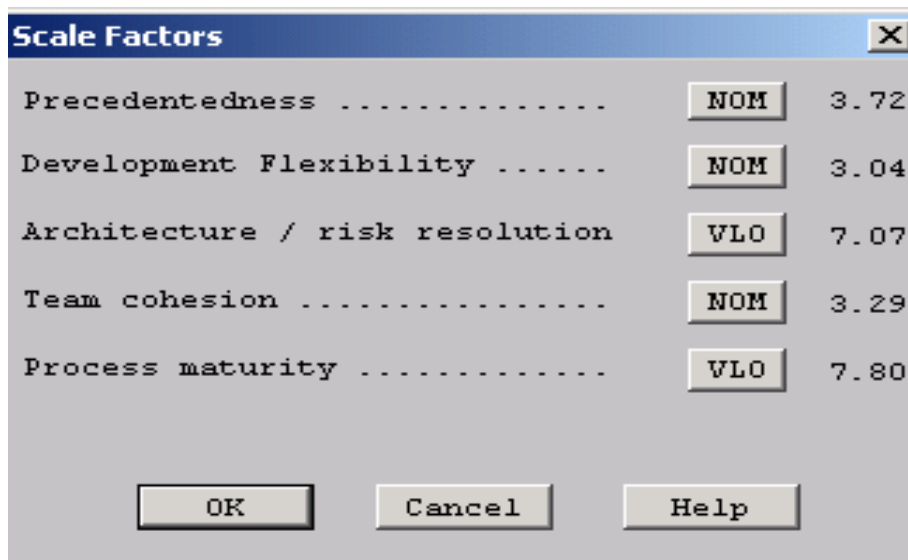 Scale Factors
Precedentedness .............. NOM 3.72
Development Flexibility ...... NOM 3.04
Architecture / risk resolution VLO 7.07
Team cohesion ................ NOM 3.29
Process maturity ............. VLO 7.80
OK Cancel Help